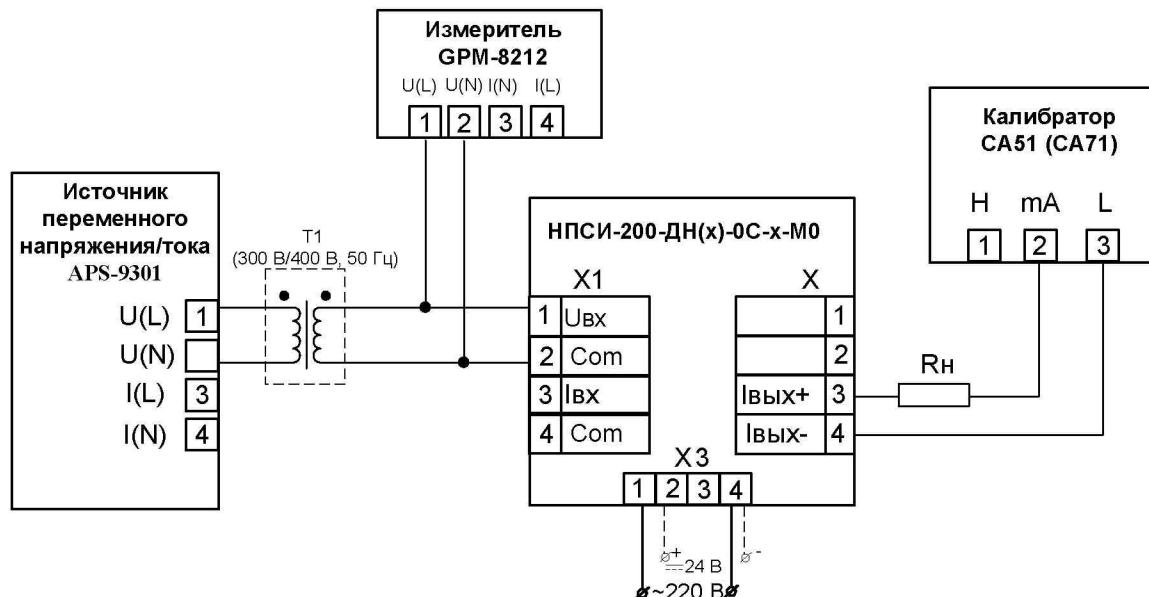 Измеритель
GPM-8212
U(L) U(N) I(N) I(L)
1 2 3 4
Калибратор
CA51 (CA71)
H mA L
1 2 3
Источник
переменного
напряжения/тока
APS-9301
U(L) 1
U(N)
I(L) 3
I(N) 4
T1
(300 В/400 В, 50 Гц)
НПСИ-200-ДН(х)-0С-х-М0
X1
1 Uвх
2 Com
3 Iвх
4 Com
X
1
2
Iвых+ 3
Iвых- 4
Rн
X3
1 2 3 4
+ -
24 В
~220 В